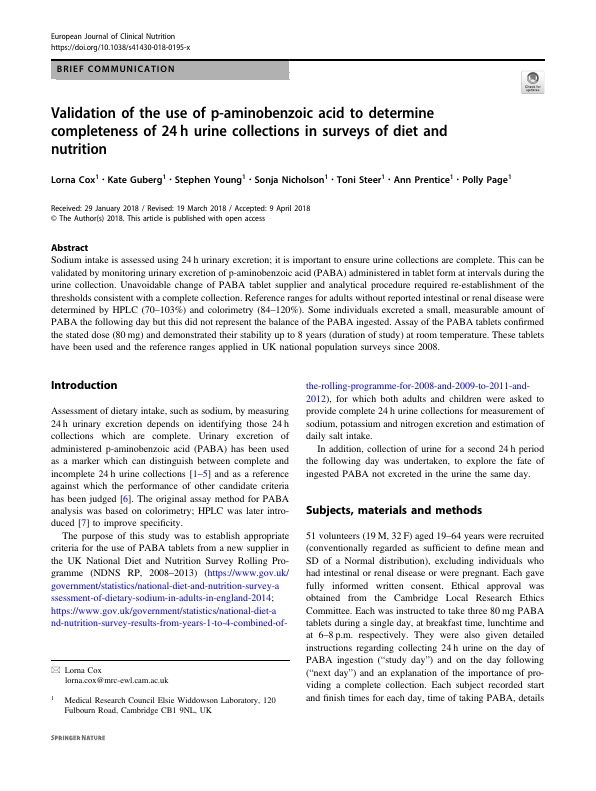 European Journal of Clinical Nutrition
https://doi.org/10.1038/s41430-018-0195-x
BRIEF COMMUNICATION
Check for
updates
Validation of the use of p-aminobenzoic acid to determine
completeness of 24 h urine collections in surveys of diet and
nutrition
Lorna Cox1 · Kate Guberg1 · Stephen Young1 · Sonja Nicholson1 · Toni Steer1 · Ann Prentice1 · Polly Page1
Received: 29 January 2018 / Revised: 19 March 2018 / Accepted: 9 April 2018
© The Author(s) 2018. This article is published with open access
Abstract
Sodium intake is assessed using 24 h urinary excretion; it is important to ensure urine collections are complete. This can be
validated by monitoring urinary excretion of p-aminobenzoic acid (PABA) administered in tablet form at intervals during the
urine collection. Unavoidable change of PABA tablet supplier and analytical procedure required re-establishment of the
thresholds consistent with a complete collection. Reference ranges for adults without reported intestinal or renal disease were
determined by HPLC (70–103%) and colorimetry (84–120%). Some individuals excreted a small, measurable amount of
PABA the following day but this did not represent the balance of the PABA ingested. Assay of the PABA tablets confirmed
the stated dose (80 mg) and demonstrated their stability up to 8 years (duration of study) at room temperature. These tablets
have been used and the reference ranges applied in UK national population surveys since 2008.
Introduction
Assessment of dietary intake, such as sodium, by measuring
24 h urinary excretion depends on identifying those 24 h
collections which are complete. Urinary excretion of
administered p-aminobenzoic acid (PABA) has been used
as a marker which can distinguish between complete and
incomplete 24 h urine collections [1–5] and as a reference
against which the performance of other candidate criteria
has been judged [6]. The original assay method for PABA
analysis was based on colorimetry; HPLC was later intro-
duced [7] to improve specificity.
The purpose of this study was to establish appropriate
criteria for the use of PABA tablets from a new supplier in
the UK National Diet and Nutrition Survey Rolling Pro-
gramme (NDNS RP, 2008–2013) (https://www.gov.uk/
government/statistics/national-diet-and-nutrition-survey-a
ssessment-of-dietary-sodium-in-adults-in-england-2014;
https://www.gov.uk/government/statistics/national-diet-a
nd-nutrition-survey-results-from-years-1-to-4-combined-of-
Lorna Cox
lorna.cox@mrc-ewl.cam.ac.uk
1 Medical Research Council Elsie Widdowson Laboratory, 120
Fulbourn Road, Cambridge CB1 9NL, UK
the-rolling-programme-for-2008-and-2009-to-2011-and-
2012), for which both adults and children were asked to
provide complete 24 h urine collections for measurement of
sodium, potassium and nitrogen excretion and estimation of
daily salt intake.
In addition, collection of urine for a second 24 h period
the following day was undertaken, to explore the fate of
ingested PABA not excreted in the urine the same day.
Subjects, materials and methods
51 volunteers (19 M, 32 F) aged 19–64 years were recruited
(conventionally regarded as sufficient to define mean and
SD of a Normal distribution), excluding individuals who
had intestinal or renal disease or were pregnant. Each gave
fully informed written consent. Ethical approval was
obtained from the Cambridge Local Research Ethics
Committee. Each was instructed to take three 80 mg PABA
tablets during a single day, at breakfast time, lunchtime and
at 6–8 p.m. respectively. They were also given detailed
instructions regarding collecting 24 h urine on the day of
PABA ingestion (“study day”) and on the day following
(“next day”) and an explanation of the importance of pro-
viding a complete collection. Each subject recorded start
and finish times for each day, time of taking PABA, details
SPRINGER NATURE